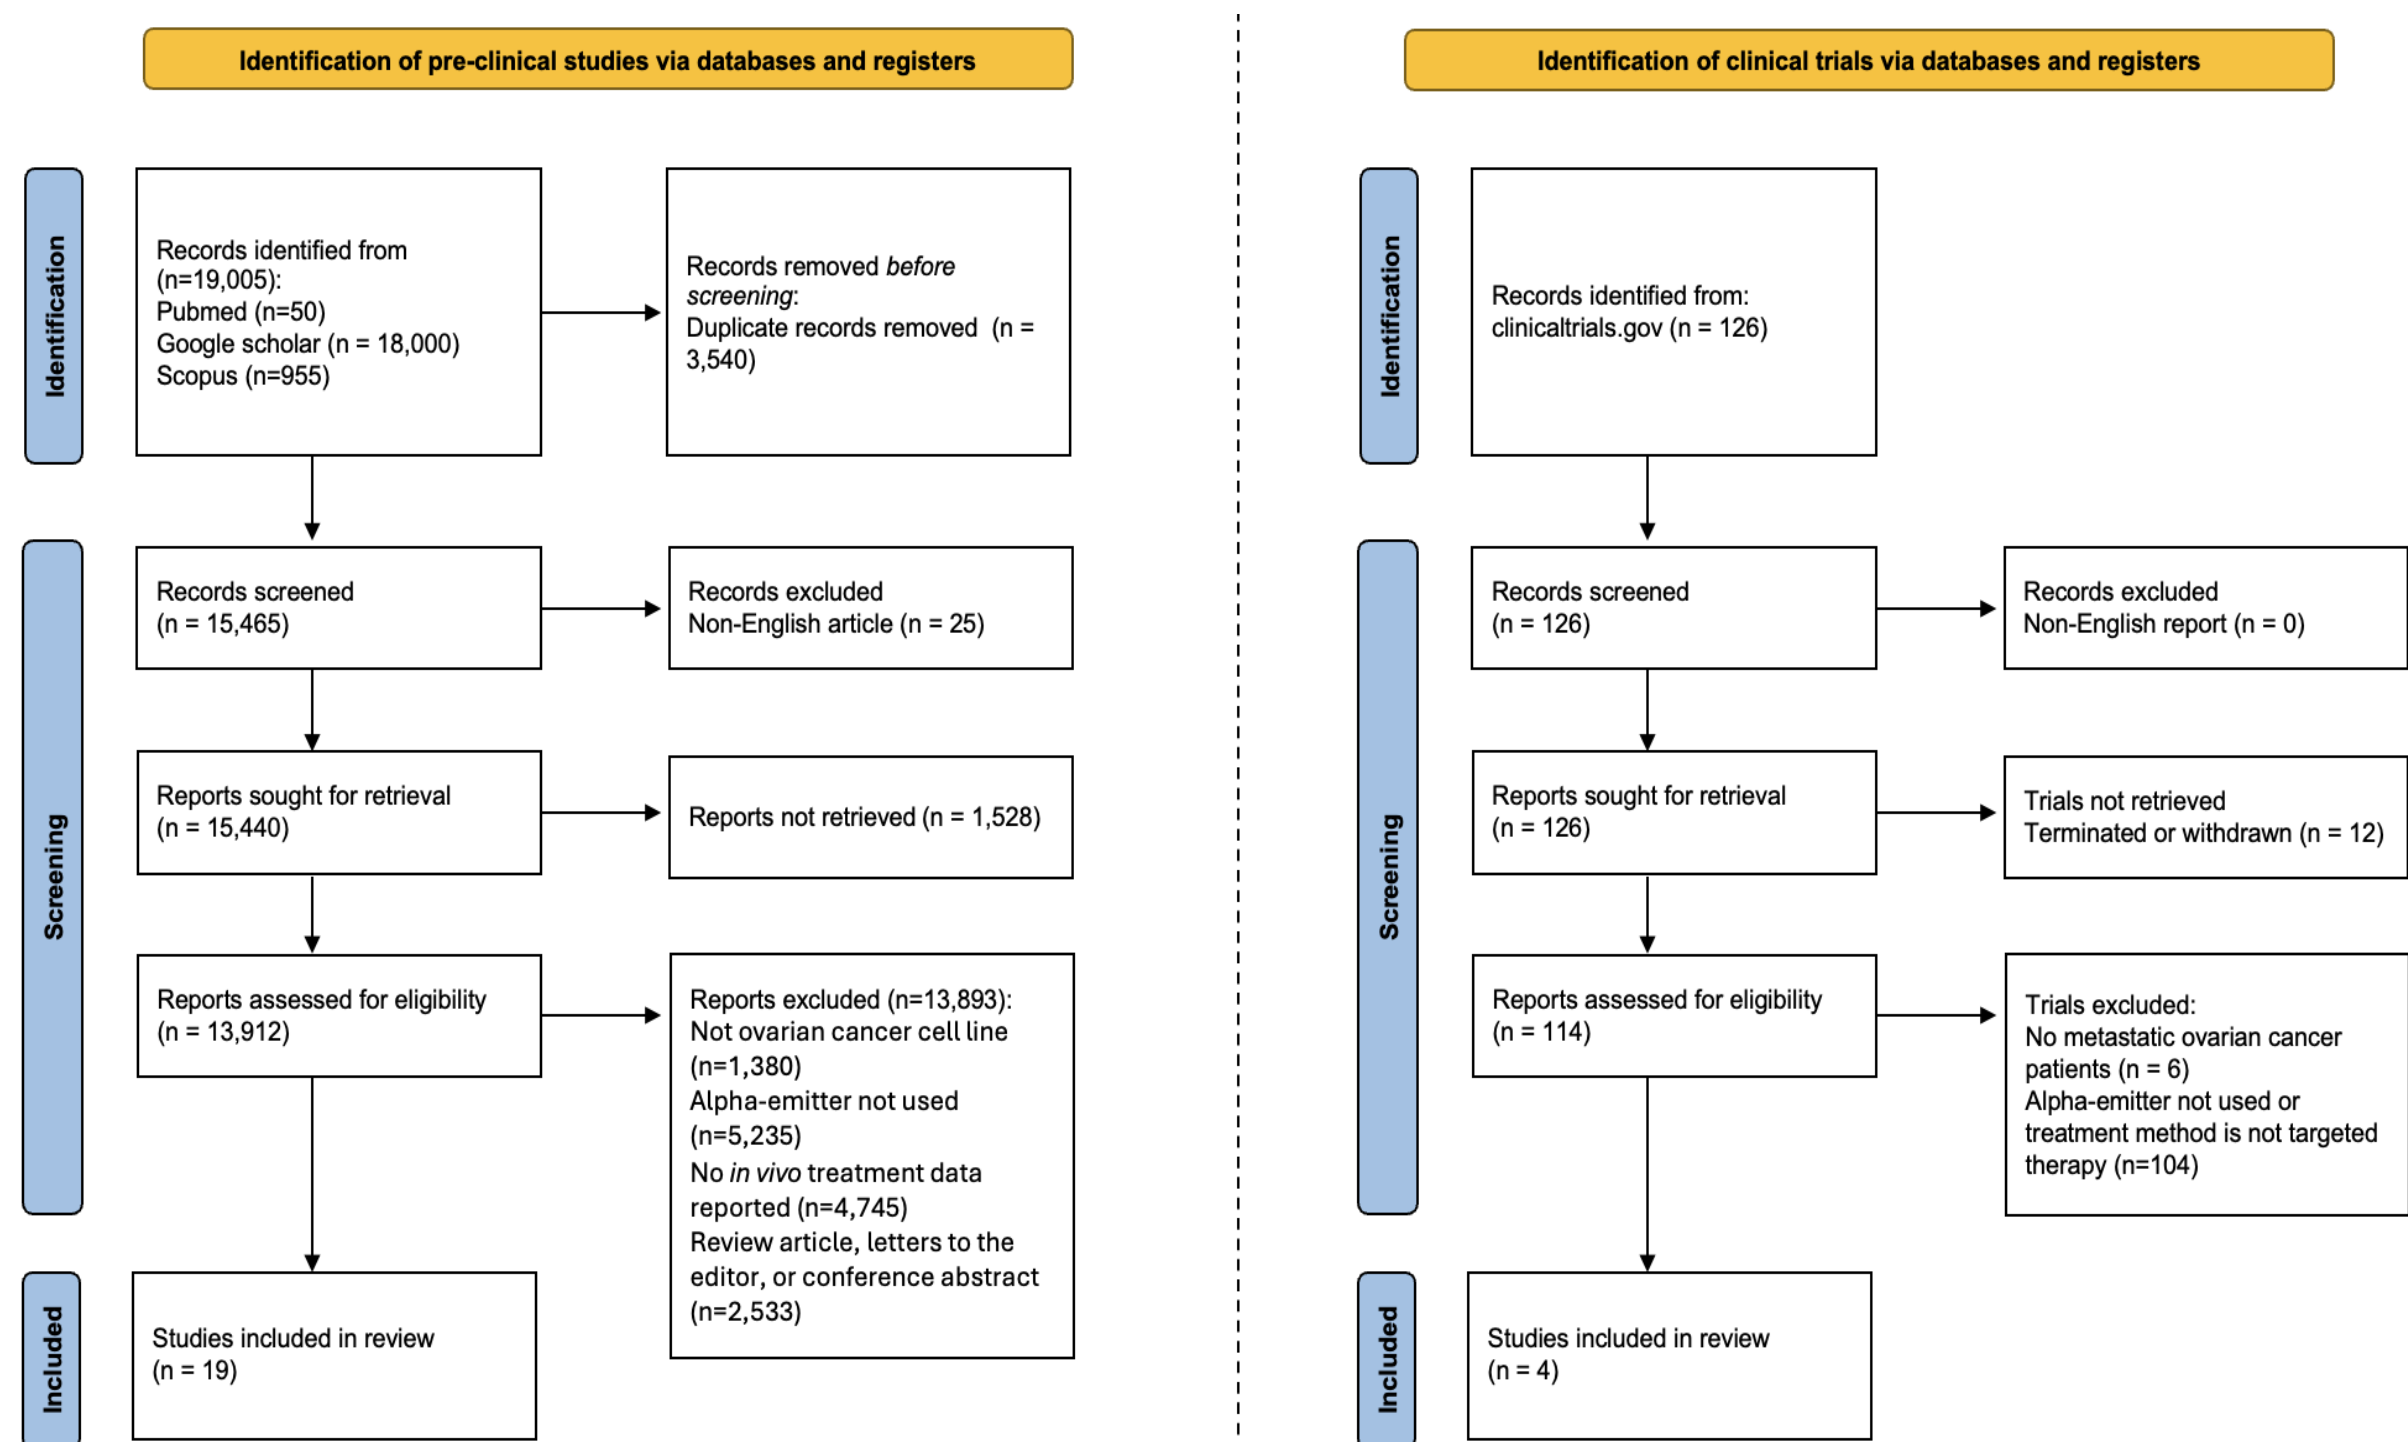 Identification of pre-clinical studies via databases and registers
Identification
Records identified from
(n=19,005):
Pubmed (n=50)
Google scholar (n = 18,000)
Scopus (n=955)
Records removed before
screening:
Duplicate records removed (n =
3,540)
Screening
Records screened
(n = 15,465)
Records excluded
Non-English article (n = 25)
Reports sought for retrieval
(n = 15,440)
Reports not retrieved (n = 1,528)
Reports assessed for eligibility
(n = 13,912)
Reports excluded (n=13,893):
Not ovarian cancer cell line
(n=1,380)
Alpha-emitter not used
(n=5,235)
No in vivo treatment data
reported (n=4,745)
Review article, letters to the
editor, or conference abstract
(n=2,533)
Included
Studies included in review
(n = 19)
Identification of clinical trials via databases and registers
Identification
Records identified from:
clinicaltrials.gov (n = 126)
Screening
Records screened
(n = 126)
Records excluded
Non-English report (n = 0)
Reports sought for retrieval
(n = 126)
Trials not retrieved
Terminated or withdrawn (n = 12)
Reports assessed for eligibility
(n = 114)
Trials excluded:
No metastatic ovarian cancer
patients (n = 6)
Alpha-emitter not used or
treatment method is not targeted
therapy (n=104)
Included
Studies included in review
(n = 4)